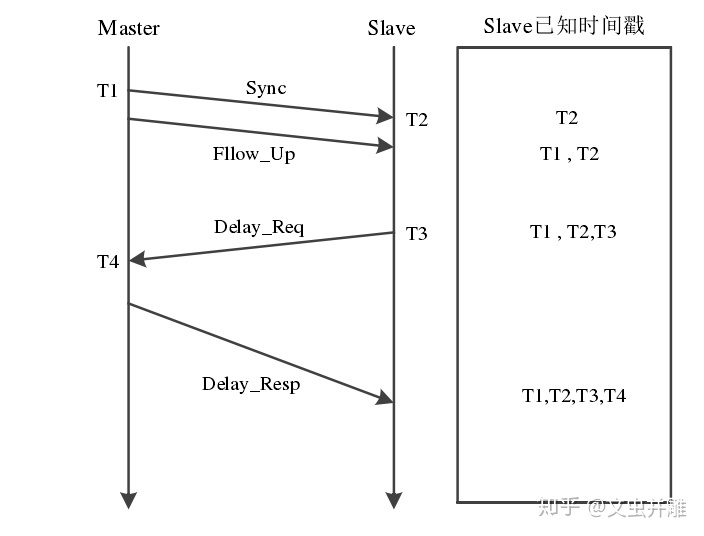 Master
Slave
Slave已知时间戳
T1
Sync
T2
T2
Fllow_Up
T1 , T2
Delay_Req
T3
T1 , T2,T3
T4
Delay_Resp
T1,T2,T3,T4
知乎 @文虫并雕